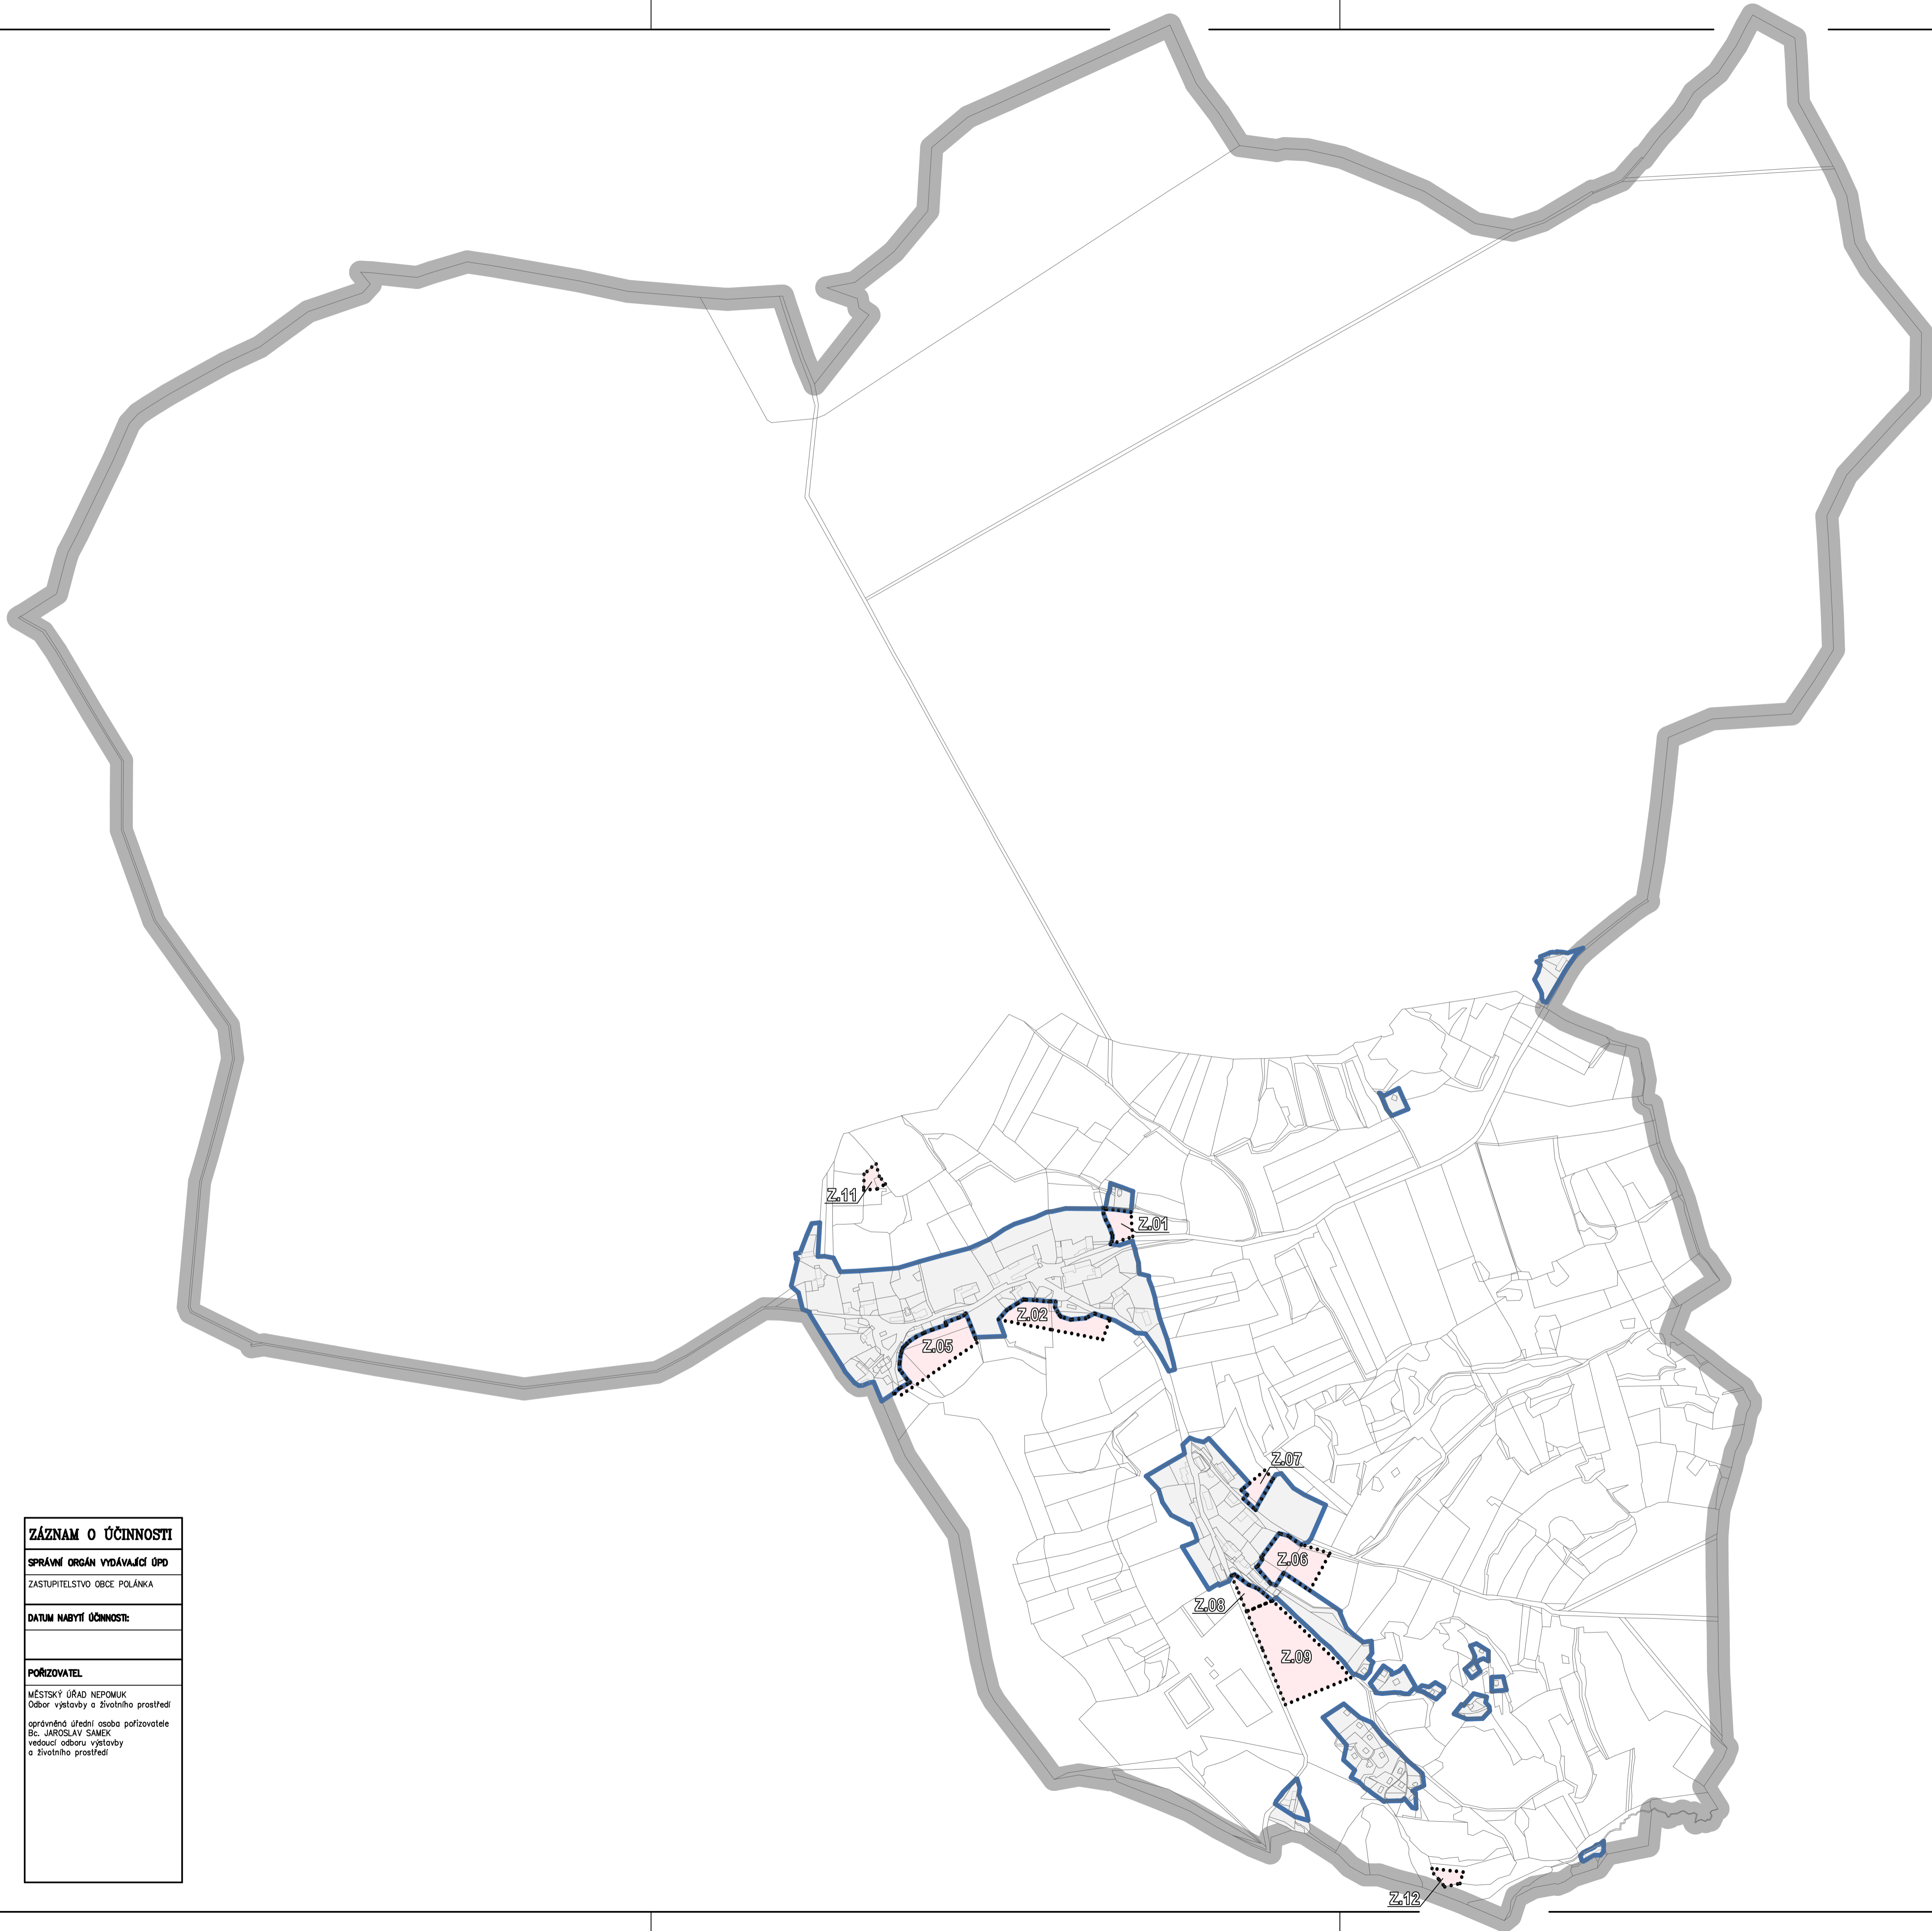 Z.11
Z.01
Z.02
Z.05
Z.07
Z.06
Z.08
Z.09
Z.12
ZÁZNAM O ÚČINNOSTI
SPRÁVNÍ ORGÁN VYDÁVAJÍCÍ ÚPD
ZASTUPITELSTVO OBCE POLÁNKA
DATUM NABYTÍ ÚČINNOSTI:
POŘIZOVATEL
MĚSTSKÝ ÚŘAD NEPOMUK
Odbor výstavby a životního prostředí
oprávněná úřední osoba pořizovatele
Bc. JAROSLAV SAMEK
vedoucí odboru výstavby
a životního prostředí